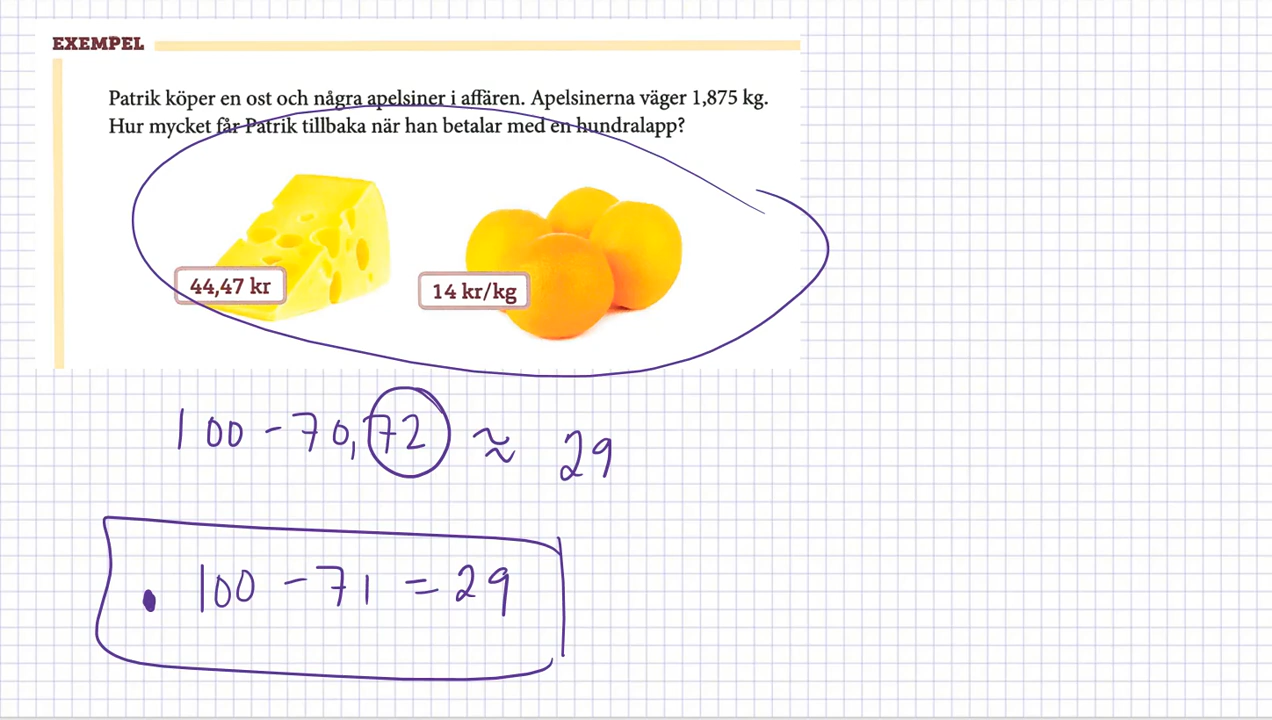 EXEMPEL
Patrik köper en ost och några apelsiner i affären. Apelsinerna väger 1,875 kg.
Hur mycket får Patrik tillbaka när han betalar med en hundralapp?
44,47 kr
14 kr/kg
100 - 70,72 ≈ 29
100 - 71 = 29